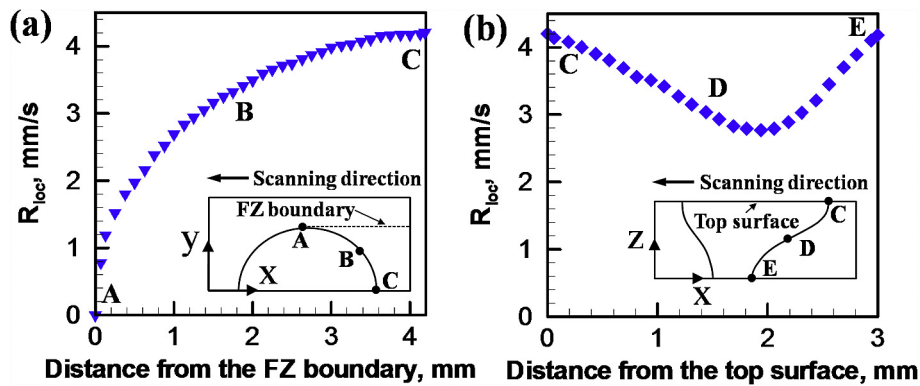 (a)
R_loc, mm/s
4
3
2
1
0
A
B
C
Scanning direction
FZ boundary
y
X
A
B
C
0
1
2
3
4
Distance from the FZ boundary, mm
(b)
R_loc, mm/s
4
3
2
1
0
C
D
E
Scanning direction
Top surface
Z
X
C
D
E
0
1
2
3
Distance from the top surface, mm